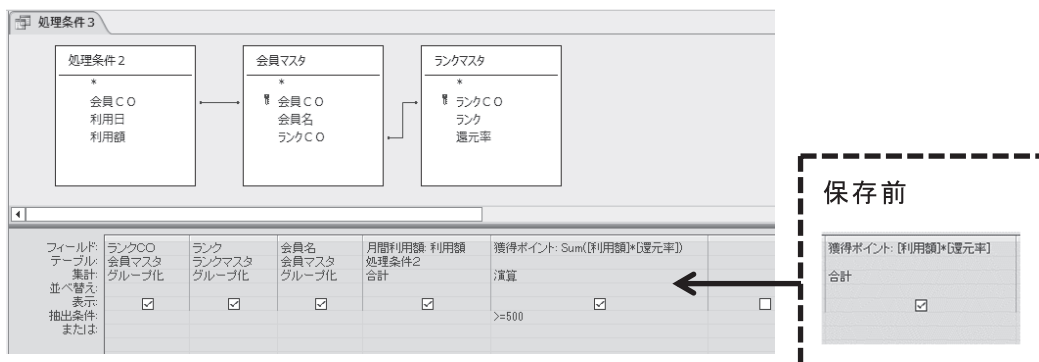 処理条件3
処理条件2
*
会員CO
利用日
利用額
会員マスタ
*
会員CO
会員名
ランクCO
ランクマスタ
*
ランクCO
ランク
還元率
フィールド: ランクCO ランク 会員名 月間利用額: 利用額 獲得ポイント: Sum([利用額]*[還元率])
テーブル: 会員マスタ ランクマスタ 会員マスタ 処理条件2
集計: グループ化 グループ化 グループ化 合計 演算
並べ替え:
表示:
抽出条件: >=500
または:
保存前
獲得ポイント: [利用額]*[還元率]
合計